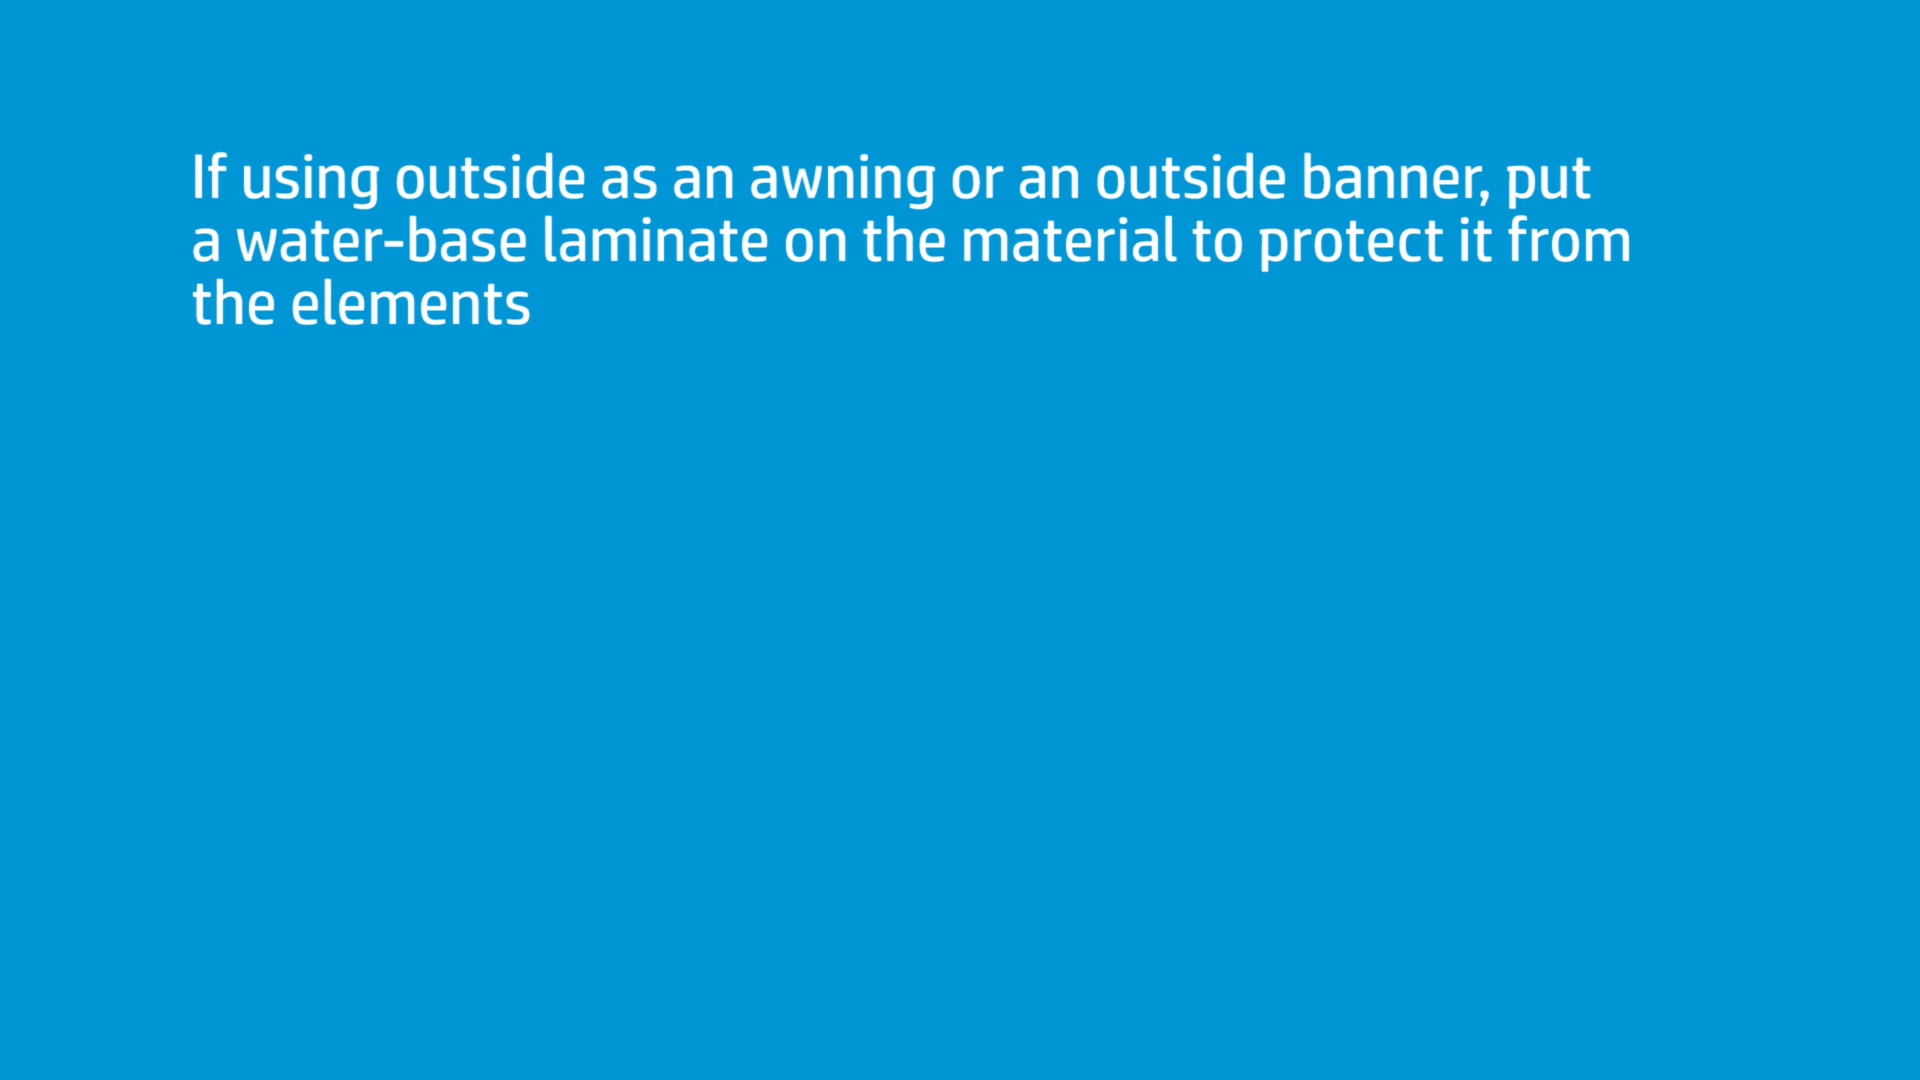 If using outside as an awning or an outside banner, put
a water-base laminate on the material to protect it from
the elements